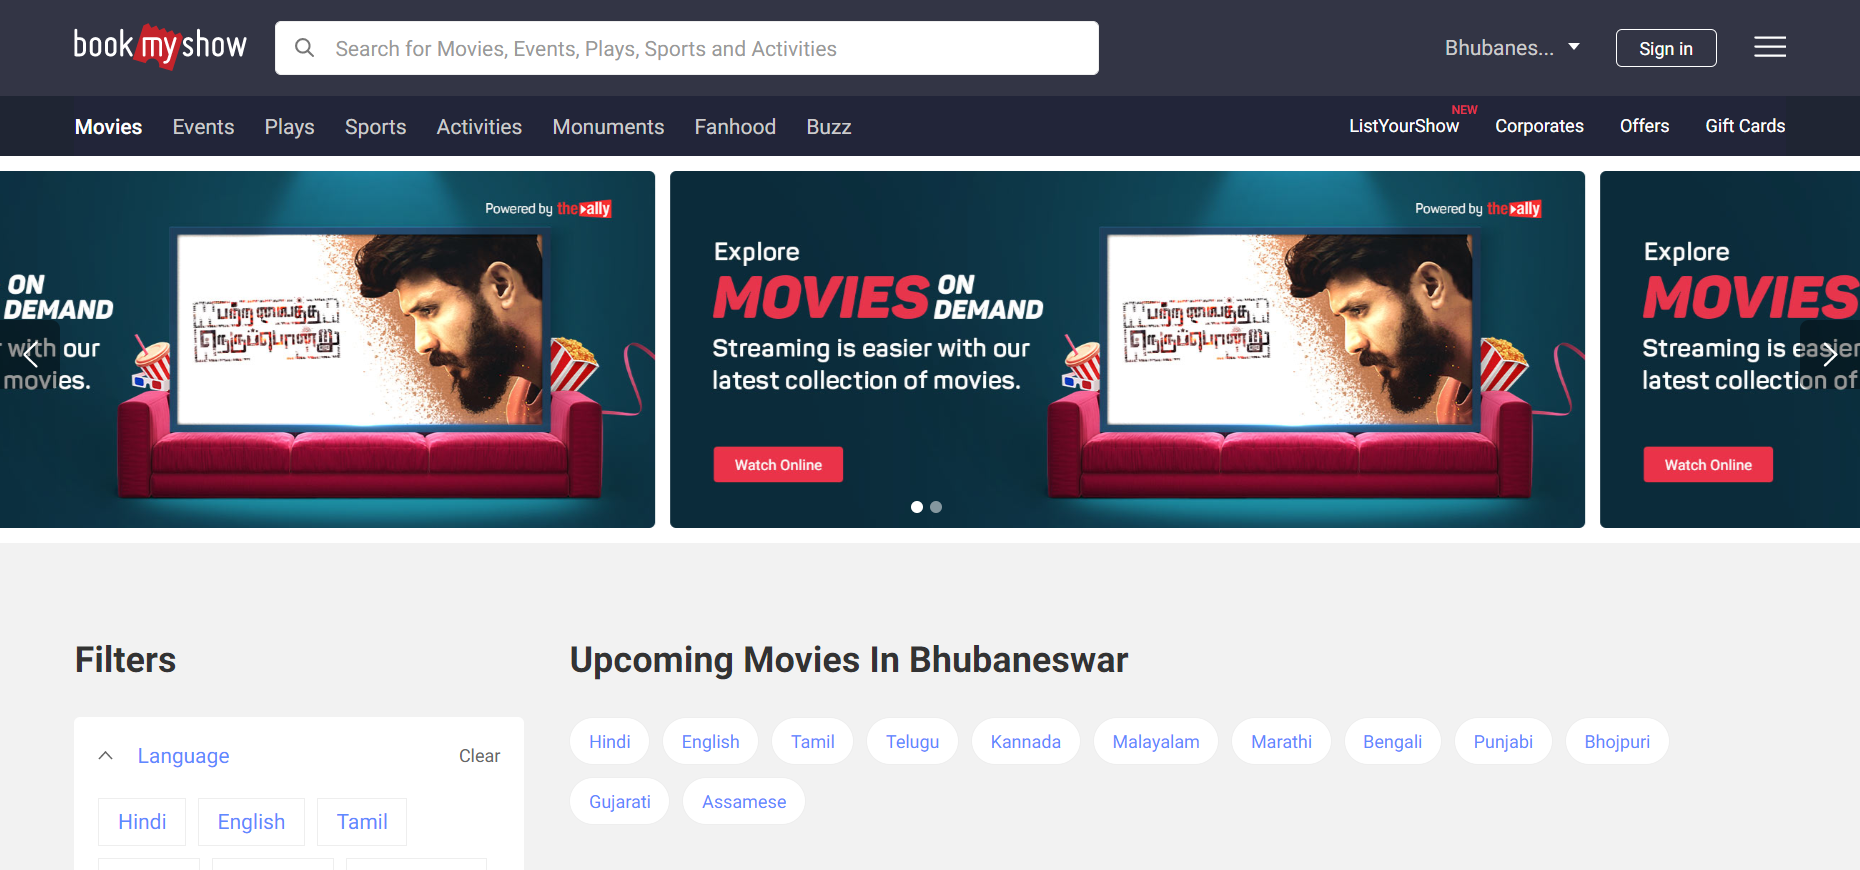 bookmyshow
Search for Movies, Events, Plays, Sports and Activities
Bhubanes...
Sign in
Movies Events Plays Sports Activities Monuments Fanhood Buzz
ListYourShow NEW Corporates Offers Gift Cards
ON
DEMAND
with our
movies.
Powered by the ally
பற்ற வைத்த
நெருப்பொன்று
Explore
MOVIES ON DEMAND
Streaming is easier with our
latest collection of movies.
Watch Online
Powered by the ally
பற்ற வைத்த
நெருப்பொன்று
Explore
MOVIES
Streaming is easier
latest collection of
Watch Online
Filters
Language
Clear
Hindi English Tamil
Upcoming Movies In Bhubaneswar
Hindi English Tamil Telugu Kannada Malayalam Marathi Bengali Punjabi Bhojpuri
Gujarati Assamese